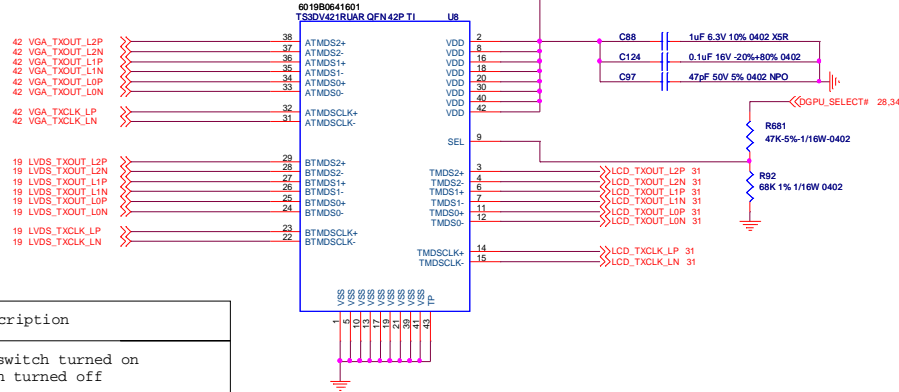 6019B0641601
TS3DV421RUAR QFN 42P TI U8
42 VGA_TXOUT_L2P 38 ATMDS2+
42 VGA_TXOUT_L2N 37 ATMDS2-
42 VGA_TXOUT_L1P 36 ATMDS1+
42 VGA_TXOUT_L1N 35 ATMDS1-
42 VGA_TXOUT_L0P 34 ATMDS0+
42 VGA_TXOUT_L0N 33 ATMDS0-
42 VGA_TXCLK_LP 32 ATMDSCLK+
42 VGA_TXCLK_LN 31 ATMDSCLK-
19 LVDS_TXOUT_L2P 29 BTMDS2+
19 LVDS_TXOUT_L2N 28 BTMDS2-
19 LVDS_TXOUT_L1P 27 BTMDS1+
19 LVDS_TXOUT_L1N 26 BTMDS1-
19 LVDS_TXOUT_L0P 25 BTMDS0+
19 LVDS_TXOUT_L0N 24 BTMDS0-
19 LVDS_TXCLK_LP 23 BTMDSCLK+
19 LVDS_TXCLK_LN 22 BTMDSCLK-
VDD 2
VDD 8
VDD 16
VDD 18
VDD 20
VDD 30
VDD 40
VDD 42
SEL 9
TMDS2+ 3 LCD_TXOUT_L2P 31
TMDS2- 4 LCD_TXOUT_L2N 31
TMDS1+ 6 LCD_TXOUT_L1P 31
TMDS1- 7 LCD_TXOUT_L1N 31
TMDS0+ 11 LCD_TXOUT_L0P 31
TMDS0- 12 LCD_TXOUT_L0N 31
TMDSCLK+ 14 LCD_TXCLK_LP 31
TMDSCLK- 15 LCD_TXCLK_LN 31
C88 1uF 6.3V 10% 0402 X5R
C124 0.1uF 16V -20%+80% 0402
C97 47pF 50V 5% 0402 NPO
DGPU_SELECT# 28,34
R681
47K-5%-1/16W-0402
R92
68K 1% 1/16W 0402
VSS VSS VSS VSS VSS VSS VSS VSS VSS TP
1 5 10 13 17 19 21 39 41 43
cription
switch turned on
turned off